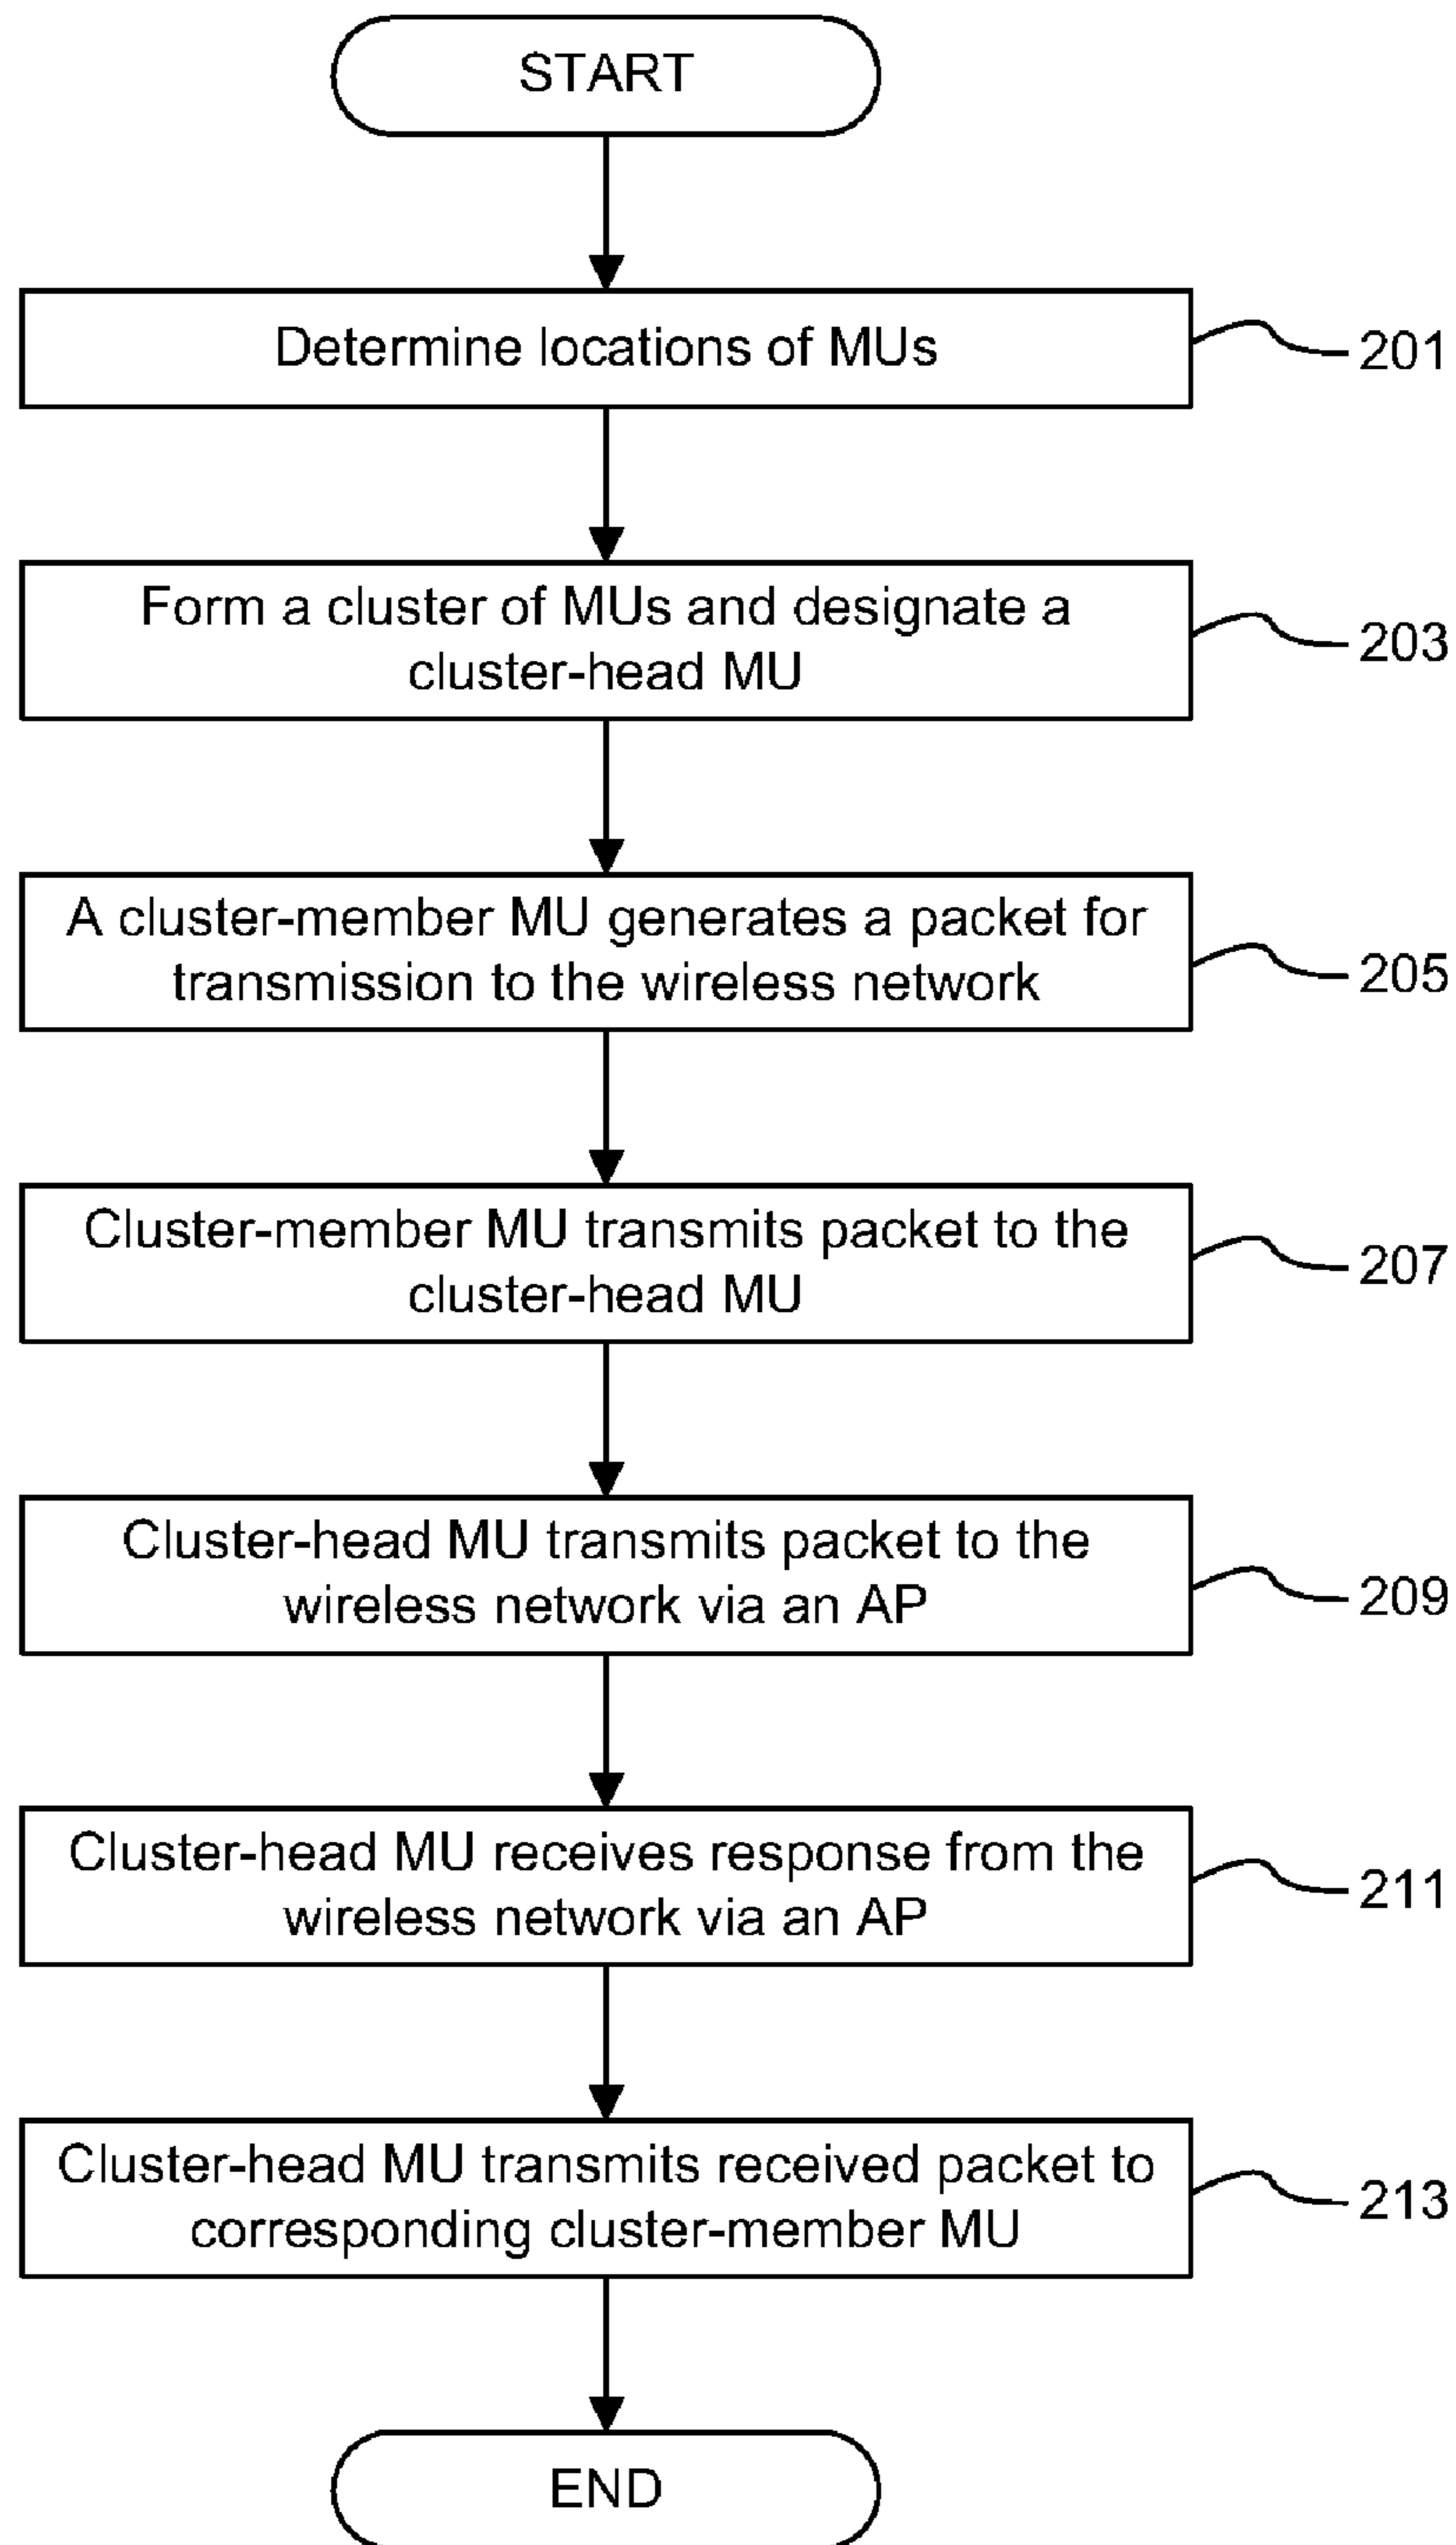 START
Determine locations of MUs
201
Form a cluster of MUs and designate a
cluster-head MU
203
A cluster-member MU generates a packet for
transmission to the wireless network
205
Cluster-member MU transmits packet to the
cluster-head MU
207
Cluster-head MU transmits packet to the
wireless network via an AP
209
Cluster-head MU receives response from the
wireless network via an AP
211
Cluster-head MU transmits received packet to
corresponding cluster-member MU
213
END